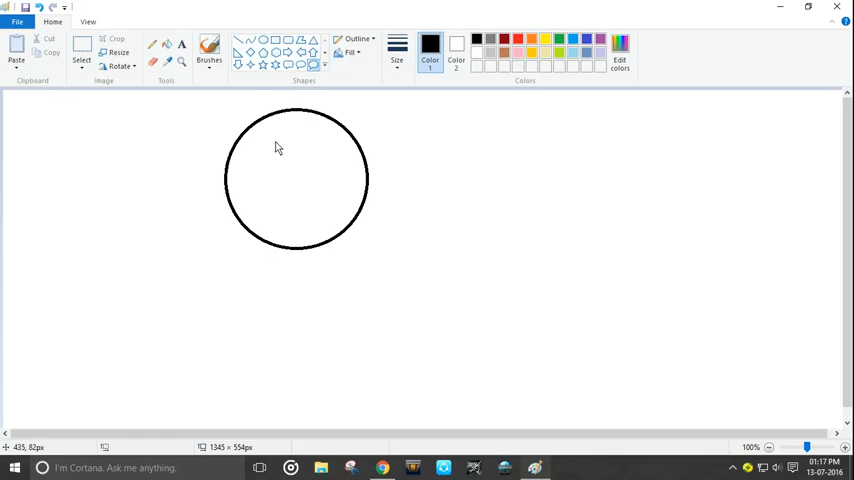 File Home View
Paste Cut Copy
Clipboard
Select Crop Resize Rotate
Image
A
Tools
Brushes
Outline Fill
Shapes
Size
Color 1
Color 2
Edit colors
Colors
435, 82px
1345 × 554px
100%
I'm Cortana. Ask me anything.
01:17 PM
13-07-2016